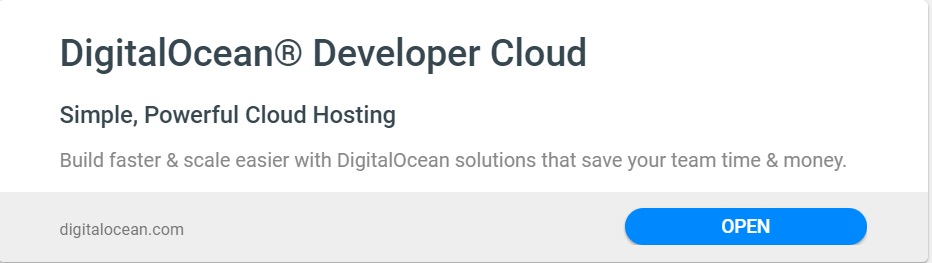 DigitalOcean® Developer Cloud
Simple, Powerful Cloud Hosting
Build faster & scale easier with DigitalOcean solutions that save your team time & money.
digitalocean.com
OPEN